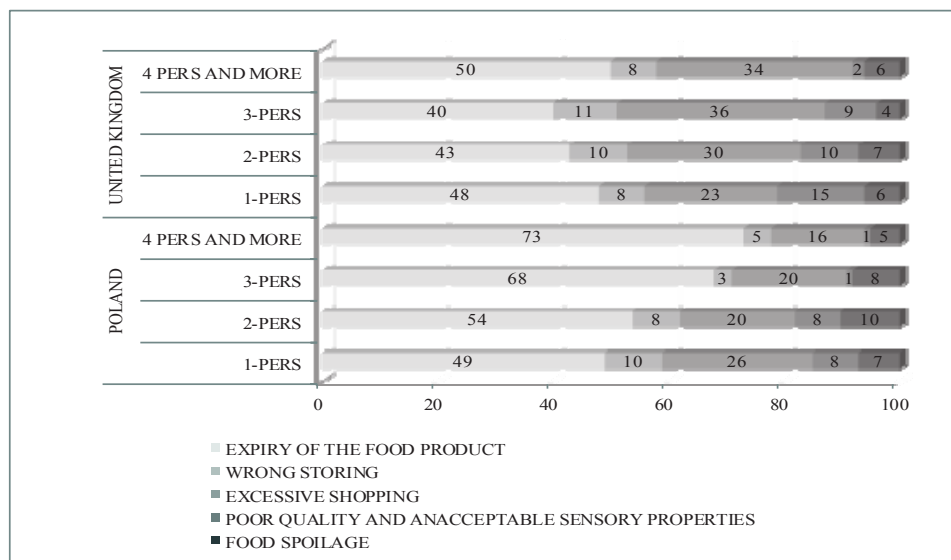 UNITED KINGDOM
4 PERS AND MORE 50 8 34 2 6
3-PERS 40 11 36 9 4
2-PERS 43 10 30 10 7
1-PERS 48 8 23 15 6
POLAND
4 PERS AND MORE 73 5 16 1 5
3-PERS 68 3 20 1 8
2-PERS 54 8 20 8 10
1-PERS 49 10 26 8 7
0 20 40 60 80 100
EXPIRY OF THE FOOD PRODUCT
WRONG STORING
EXCESSIVE SHOPPING
POOR QUALITY AND ANACCEPTABLE SENSORY PROPERTIES
FOOD SPOILAGE